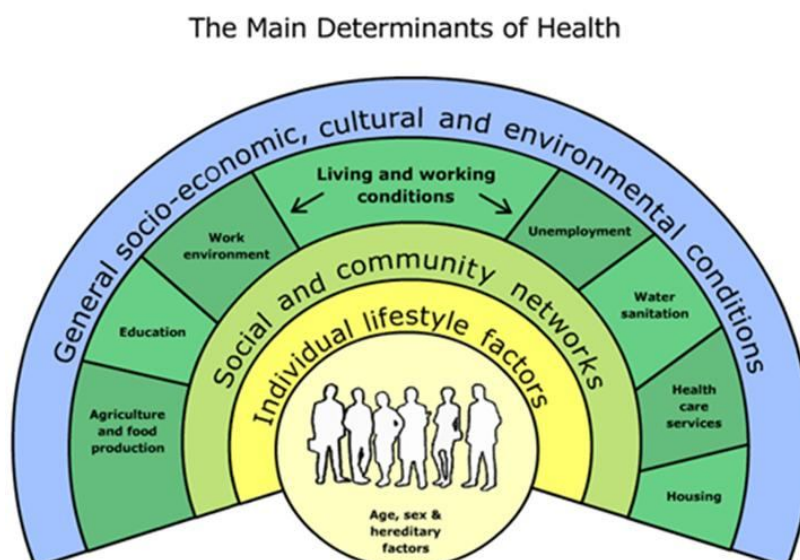 The Main Determinants of Health
General socio-economic, cultural and environmental conditions
Living and working
conditions
Work
environment
Unemployment
Education
Water
sanitation
Agriculture
and food
production
Health
care
services
Housing
Social and community networks
Individual lifestyle factors
Age, sex &
hereditary
factors